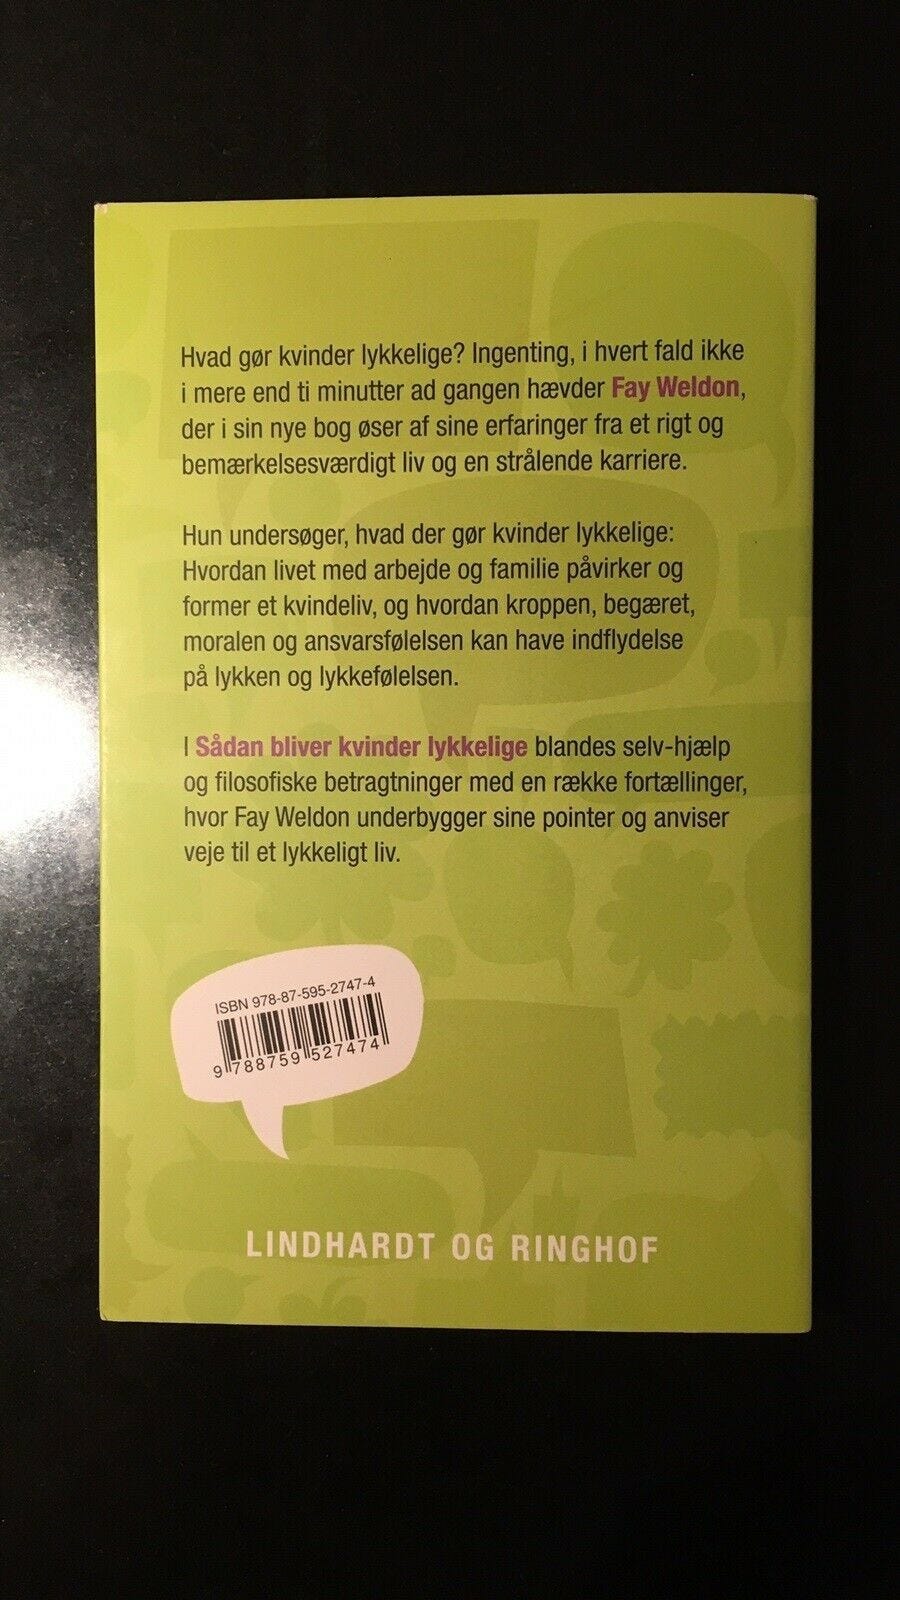 Hvad gør kvinder lykkelige? Ingenting, i hvert fald ikke
i mere end ti minutter ad gangen hævder Fay Weldon,
der i sin nye bog øser af sine erfaringer fra et rigt og
bemærkelsesværdigt liv og en strålende karriere.
Hun undersøger, hvad der gør kvinder lykkelige:
Hvordan livet med arbejde og familie påvirker og
former et kvindeliv, og hvordan kroppen, begæret,
moralen og ansvarsfølelsen kan have indflydelse
på lykken og lykkefølelsen.
I Sådan bliver kvinder lykkelige blandes selv-hjælp
og filosofiske betragtninger med en række fortællinger,
hvor Fay Weldon underbygger sine pointer og anviser
veje til et lykkeligt liv.
ISBN 978-87-595-2747-4
9 788759 527474
LINDHARDT OG RINGHOF